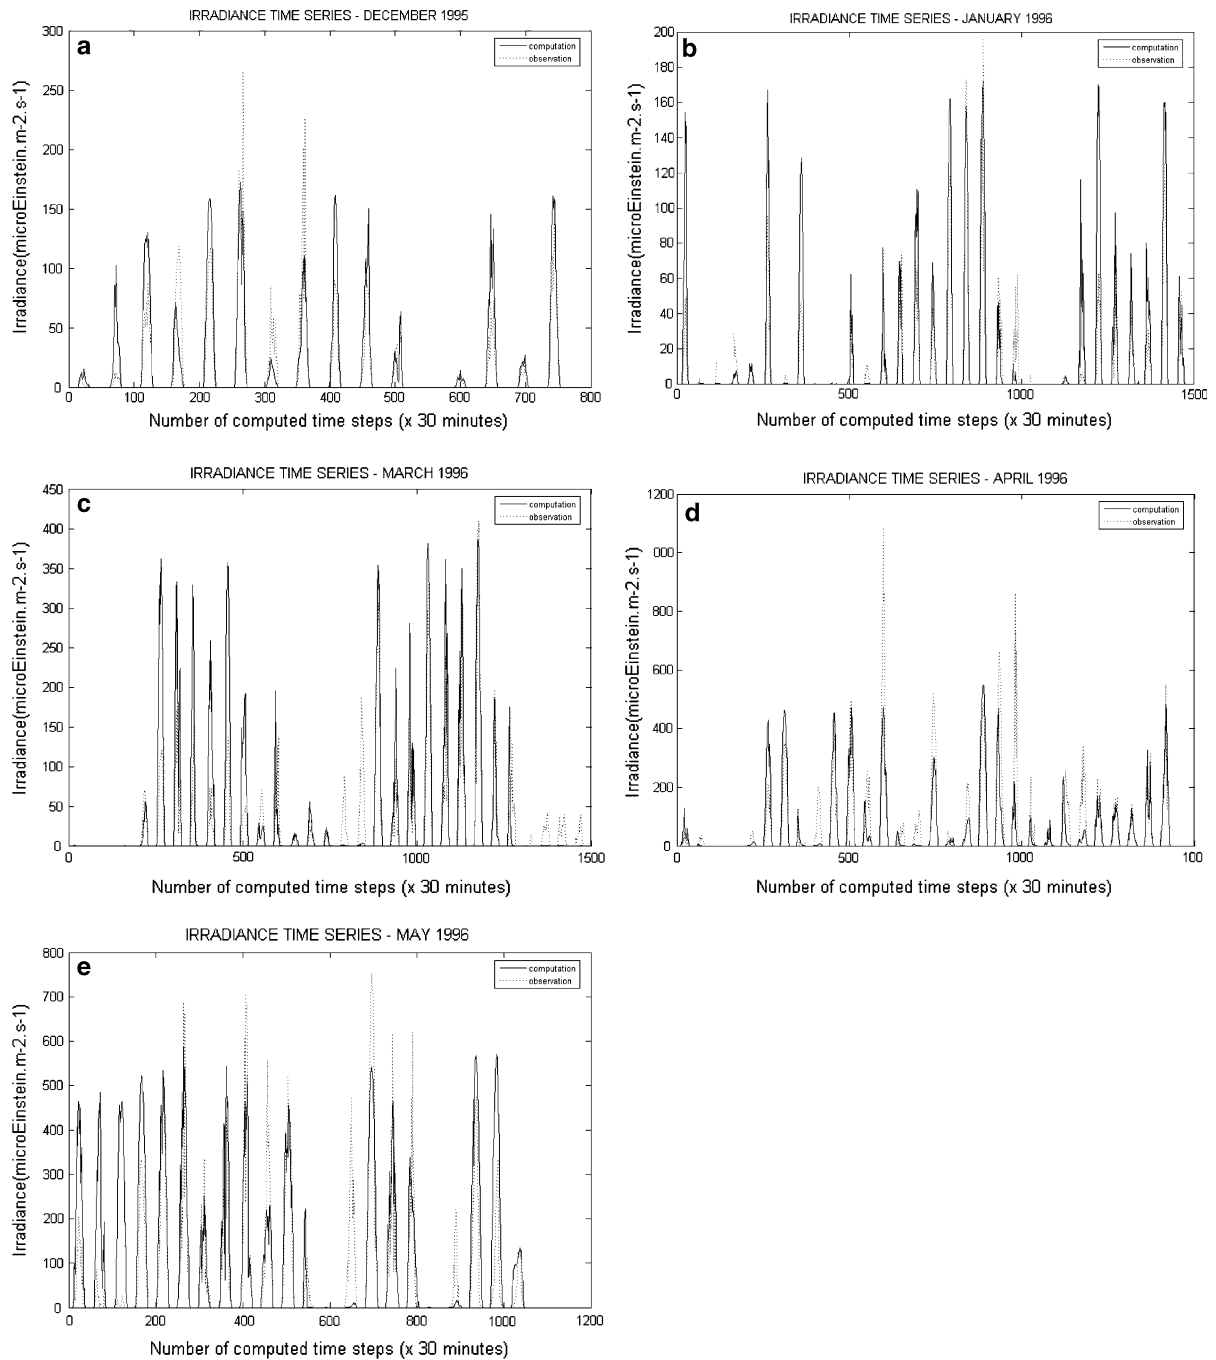 IRRADIANCE TIME SERIES - DECEMBER 1995
a
computation
observation
300
250
200
150
100
50
0
0 100 200 300 400 500 600 700 800
Irradiance(microEinstein.m-2.s-1)
Number of computed time steps (x 30 minutes)
IRRADIANCE TIME SERIES - JANUARY 1996
b
computation
observation
200
180
160
140
120
100
80
60
40
20
0
0 500 1000 1500
Irradiance(microEinstein.m-2.s-1)
Number of computed time steps (x 30 minutes)
IRRADIANCE TIME SERIES - MARCH 1996
c
computation
observation
450
400
350
300
250
200
150
100
50
0
0 500 1000 1500
Irradiance(microEinstein.m-2.s-1)
Number of computed time steps (x 30 minutes)
IRRADIANCE TIME SERIES - APRIL 1996
d
computation
observation
1200
000
800
600
400
200
0
0 500 1000 1400
Irradiance(microEinstein.m-2.s-1)
Number of computed time steps (x 30 minutes)
IRRADIANCE TIME SERIES - MAY 1996
e
computation
observation
800
700
600
500
400
300
200
100
0
0 200 400 600 800 1000 1200
Irradiance(microEinstein.m-2.s-1)
Number of computed time steps (x 30 minutes)